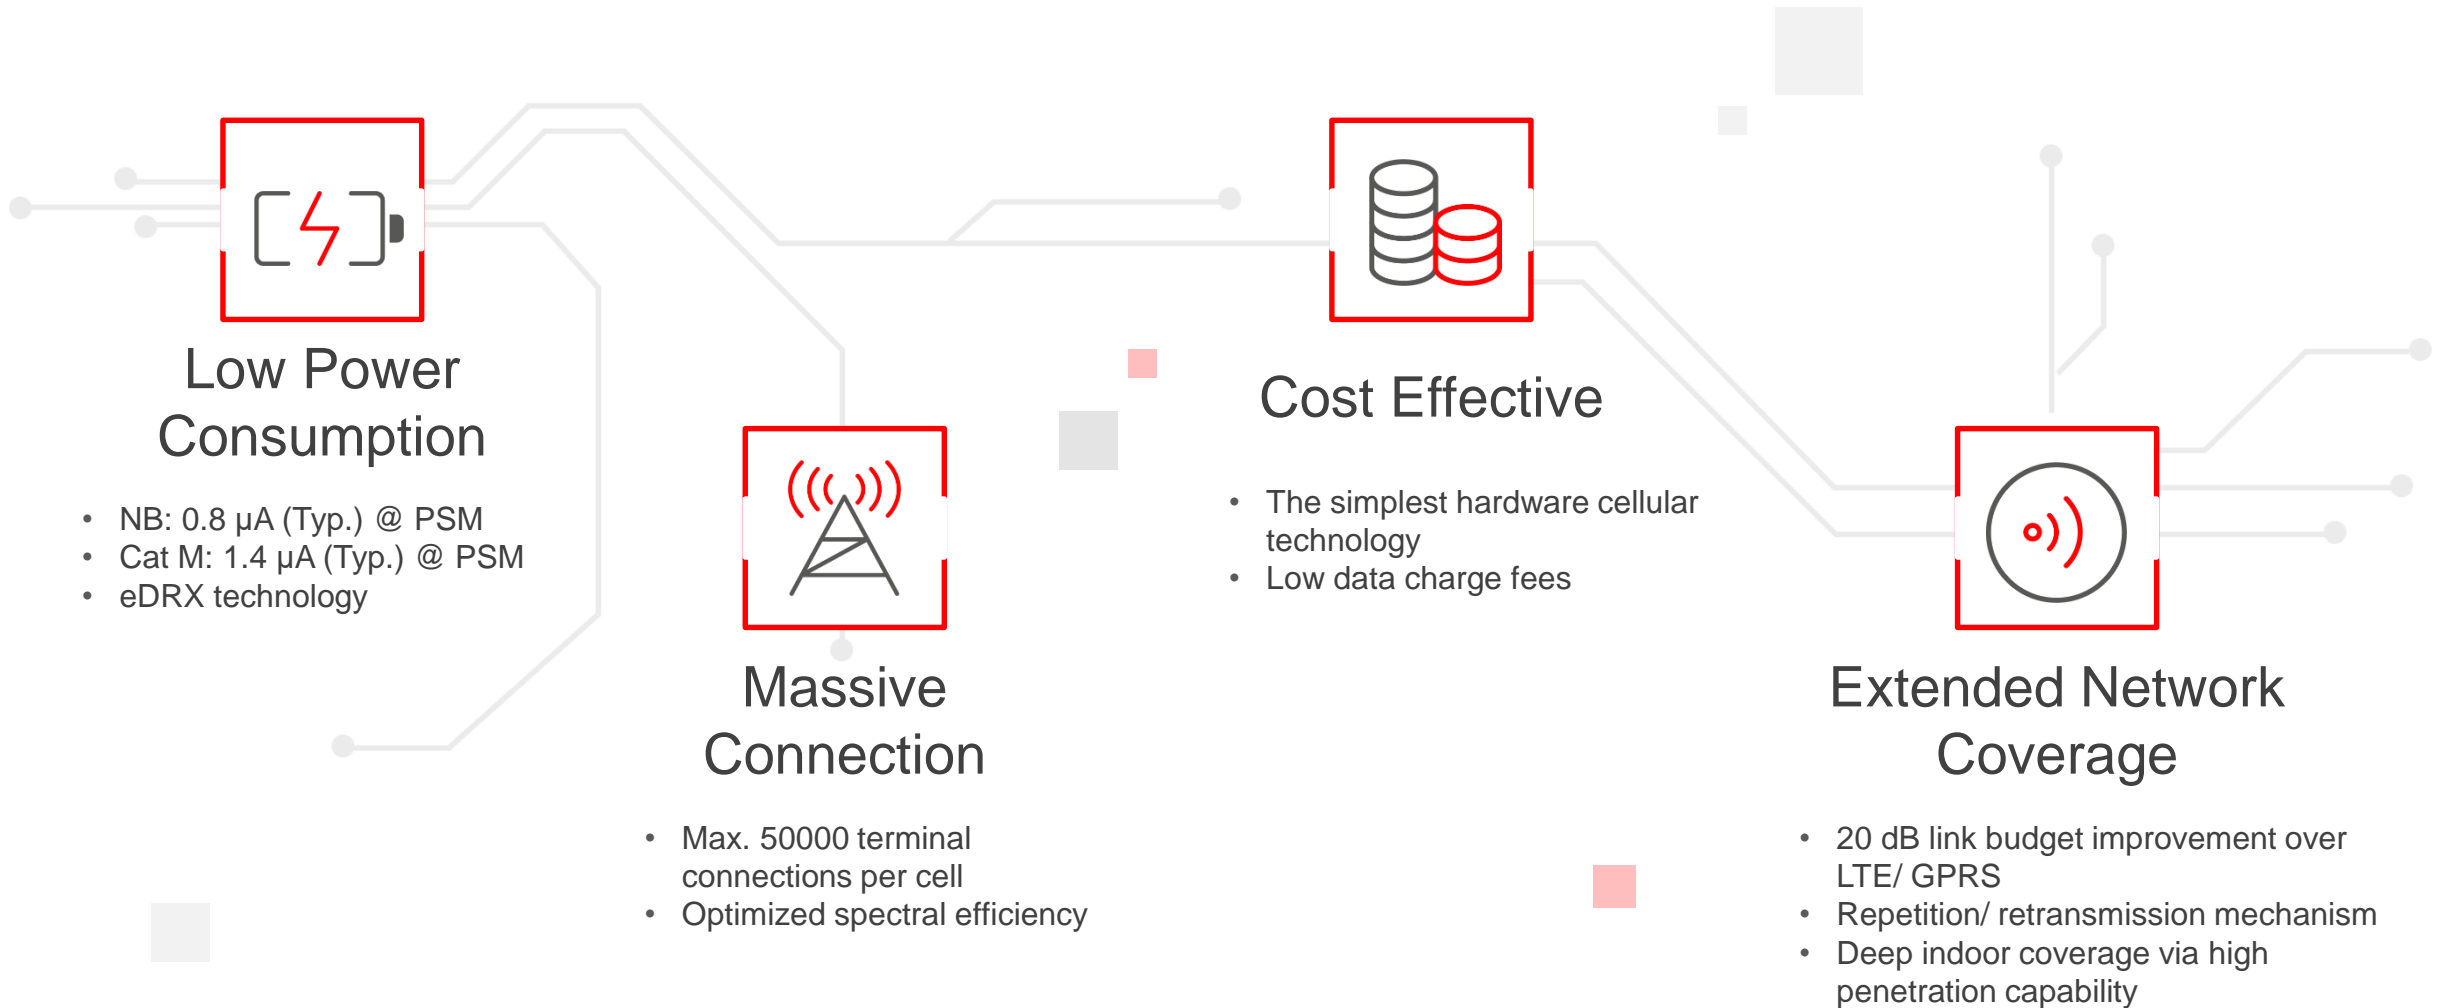 Low Power
Consumption
• NB: 0.8 μA (Typ.) @ PSM
• Cat M: 1.4 μA (Typ.) @ PSM
• eDRX technology
Massive
Connection
• Max. 50000 terminal
connections per cell
• Optimized spectral efficiency
Cost Effective
• The simplest hardware cellular
technology
• Low data charge fees
Extended Network
Coverage
• 20 dB link budget improvement over
LTE/ GPRS
• Repetition/ retransmission mechanism
• Deep indoor coverage via high
penetration capability